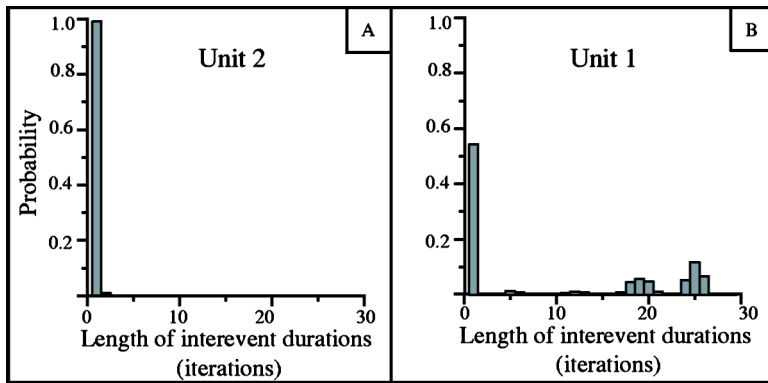 A
Unit 2
Probability
1.0
0.8
0.6
0.4
0.2
0
10
20
30
Length of interevent durations
(iterations)
B
Unit 1
1.0
0.8
0.6
0.4
0.2
0
10
20
30
Length of interevent durations
(iterations)